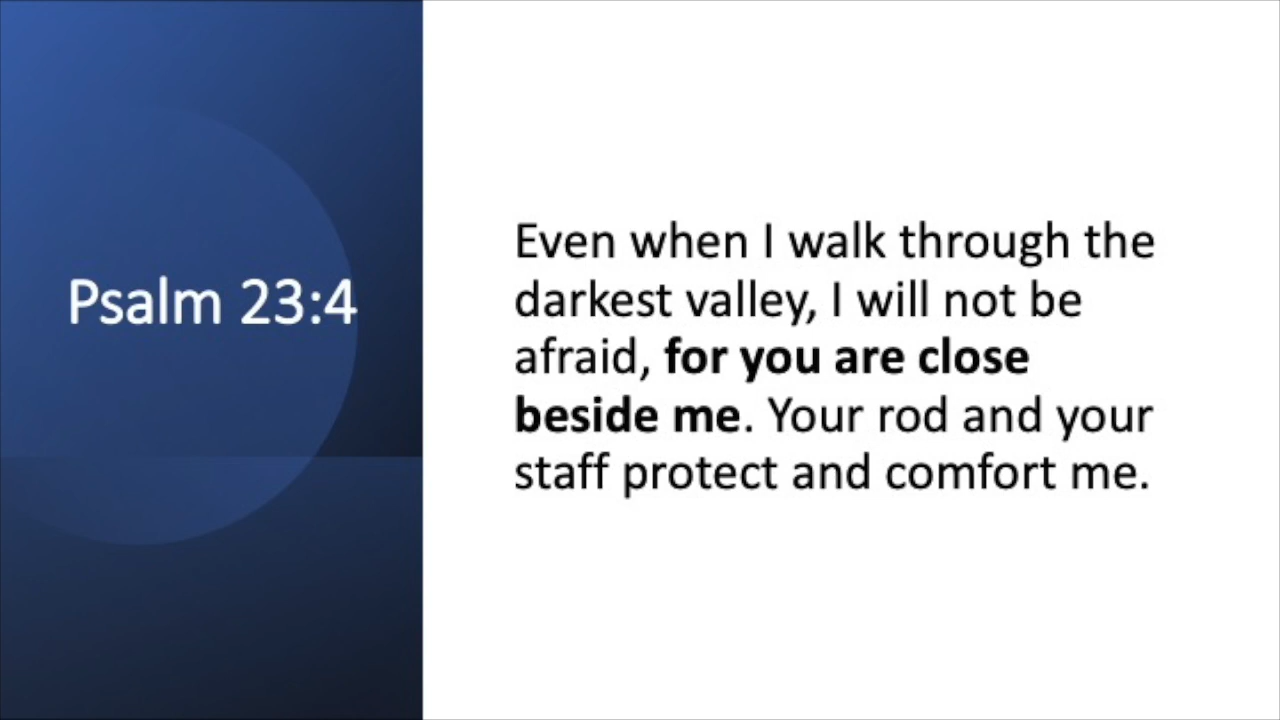 Psalm 23:4
Even when I walk through the
darkest valley, I will not be
afraid, for you are close
beside me. Your rod and your
staff protect and comfort me.